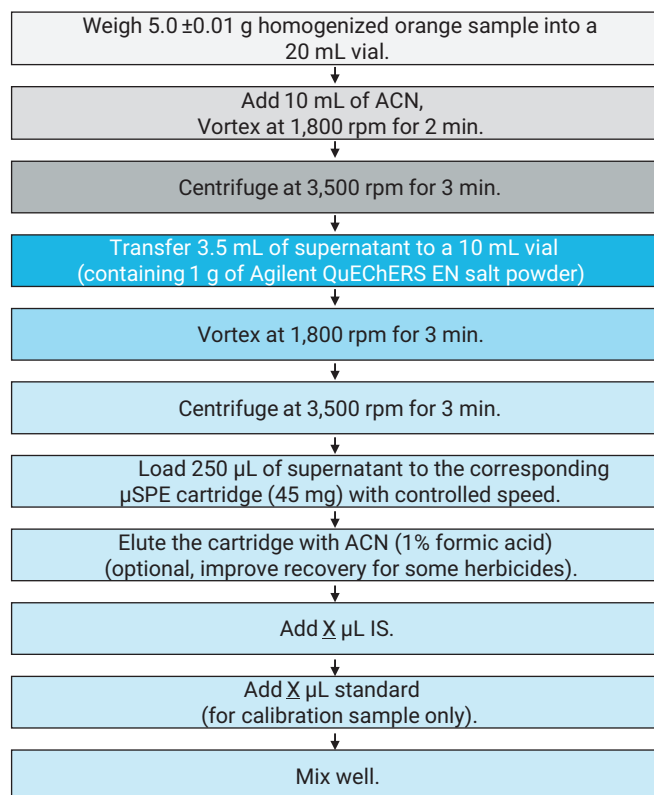 Weigh 5.0 ±0.01 g homogenized orange sample into a
20 mL vial.
Add 10 mL of ACN,
Vortex at 1,800 rpm for 2 min.
Centrifuge at 3,500 rpm for 3 min.
Transfer 3.5 mL of supernatant to a 10 mL vial
(containing 1 g of Agilent QuEChERS EN salt powder)
Vortex at 1,800 rpm for 3 min.
Centrifuge at 3,500 rpm for 3 min.
Load 250 µL of supernatant to the corresponding
µSPE cartridge (45 mg) with controlled speed.
Elute the cartridge with ACN (1% formic acid)
(optional, improve recovery for some herbicides).
Add X µL IS.
Add X µL standard
(for calibration sample only).
Mix well.